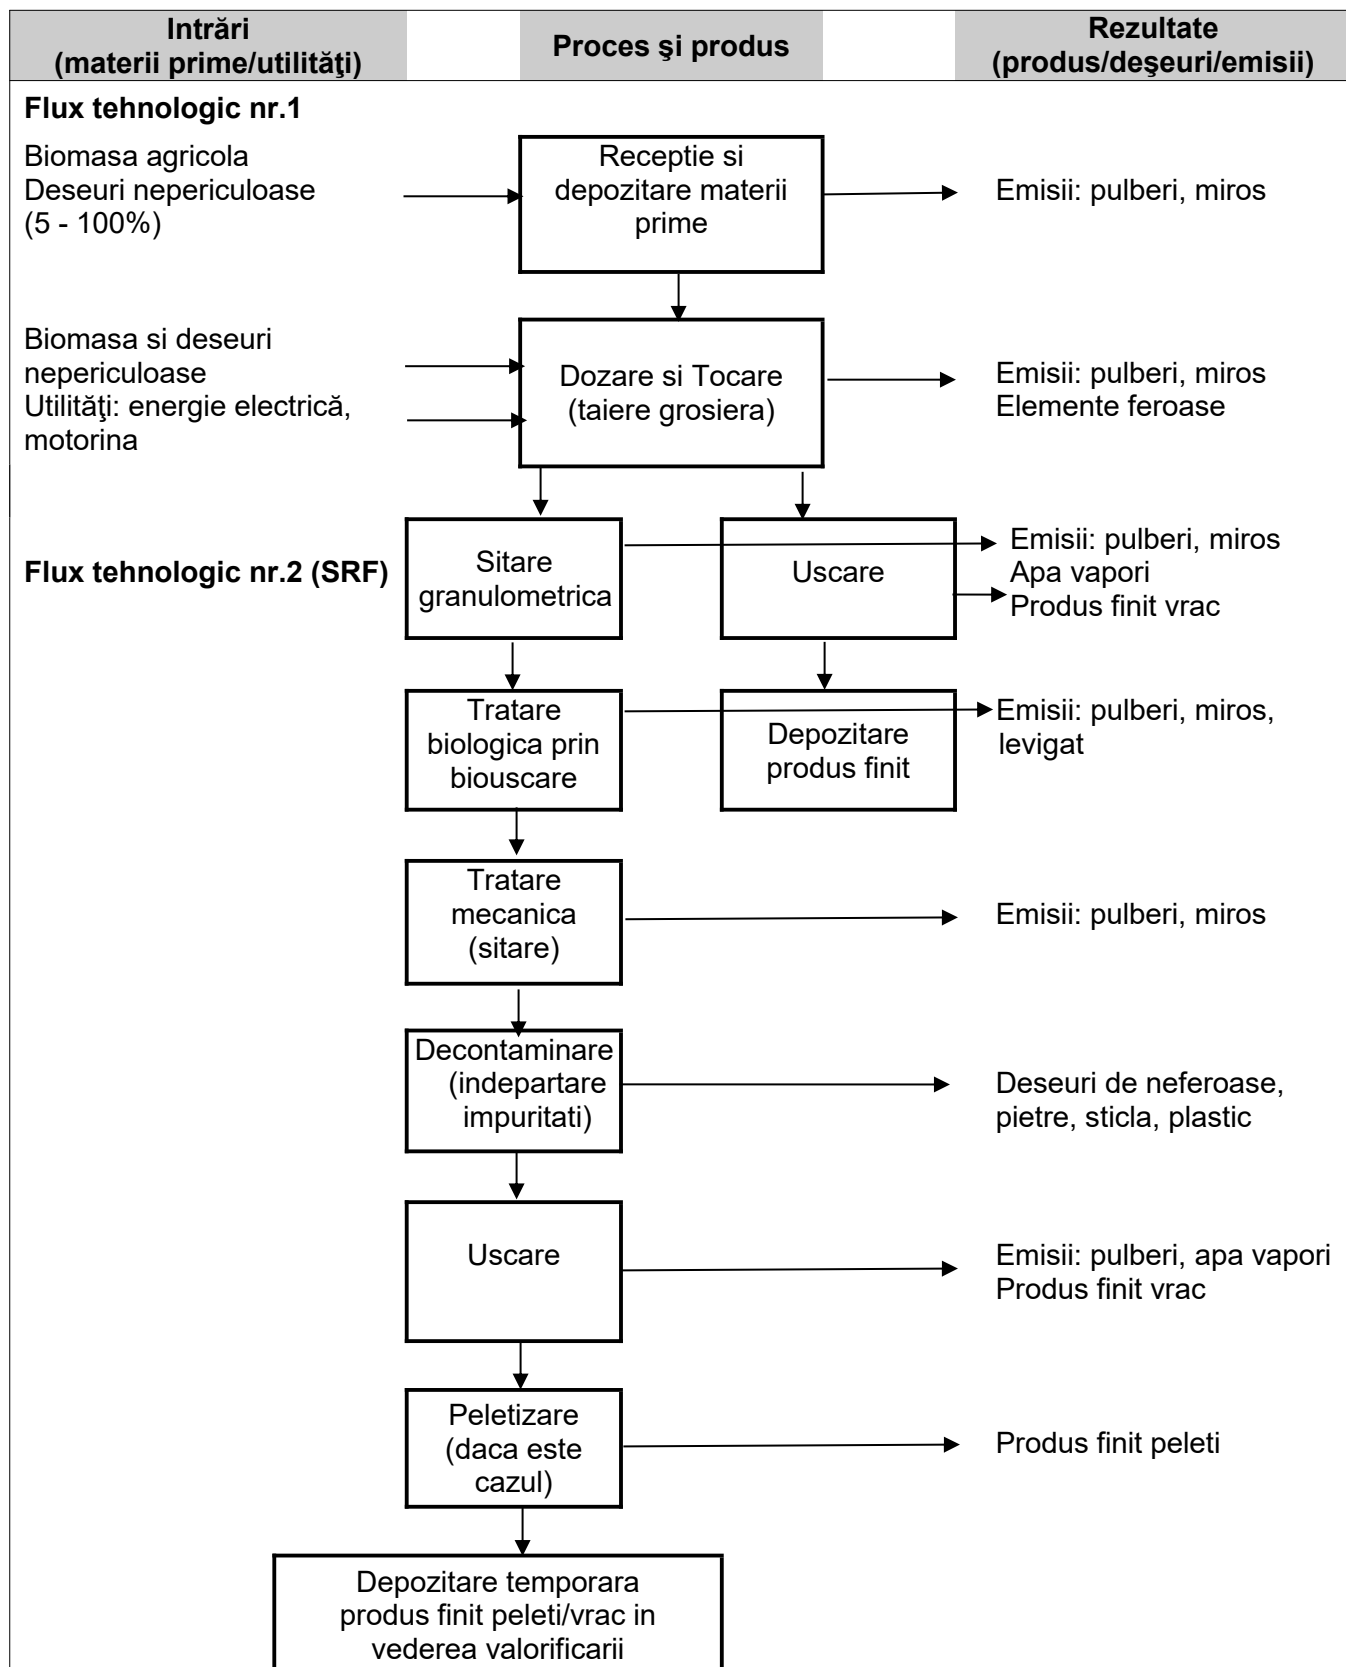 Intrări
(materii prime/utilităţi)
Proces şi produs
Rezultate
(produs/deşeuri/emisii)
Flux tehnologic nr.1
Biomasa agricola
Deseuri nepericuloase
(5 - 100%)
Receptie si
depozitare materii
prime
Emisii: pulberi, miros
Biomasa si deseuri
nepericuloase
Utilităţi: energie electrică,
motorina
Dozare si Tocare
(taiere grosiera)
Emisii: pulberi, miros
Elemente feroase
Flux tehnologic nr.2 (SRF)
Sitare
granulometrica
Uscare
Emisii: pulberi, miros
Apa vapori
Produs finit vrac
Tratare
biologica prin
biouscare
Depozitare
produs finit
Emisii: pulberi, miros,
levigat
Tratare
mecanica
(sitare)
Emisii: pulberi, miros
Decontaminare
(indepartare
impuritati)
Deseuri de neferoase,
pietre, sticla, plastic
Uscare
Emisii: pulberi, apa vapori
Produs finit vrac
Peletizare
(daca este
cazul)
Produs finit peleti
Depozitare temporara
produs finit peleti/vrac in
vederea valorificarii